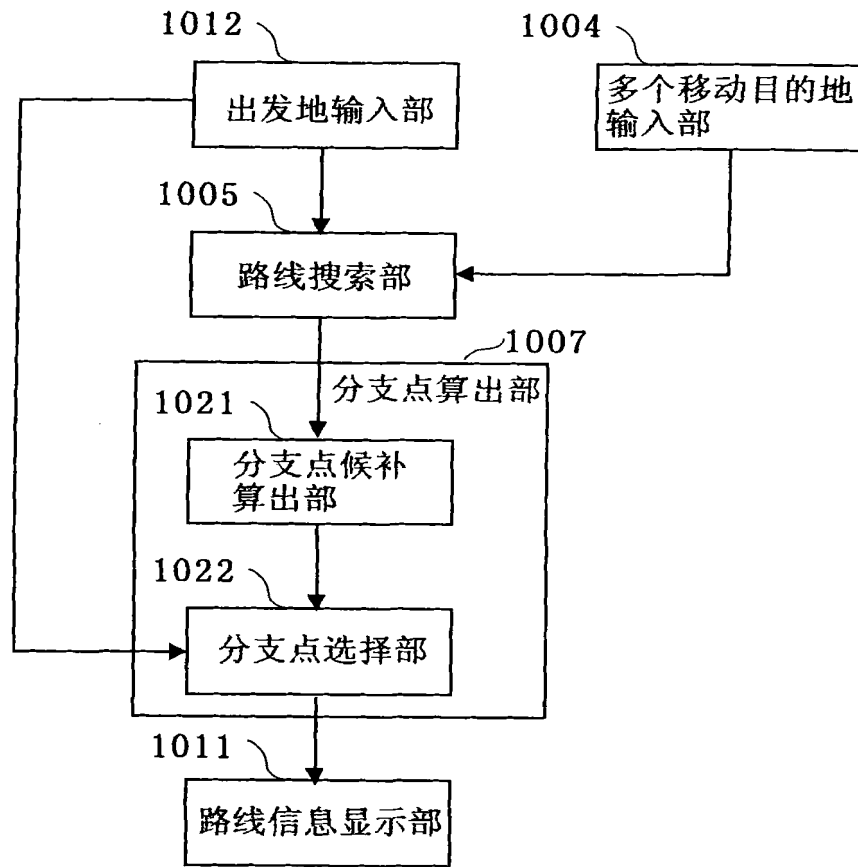 1012
出发地输入部
1004
多个移动目的地
输入部
1005
路线搜索部
1007
分支点算出部
1021
分支点候补
算出部
1022
分支点选择部
1011
路线信息显示部